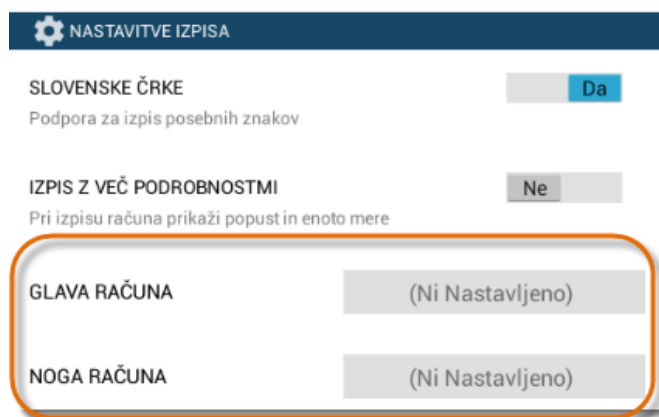 NASTAVITVE IZPISA
SLOVENSKE ČRKE
Da
Podpora za izpis posebnih znakov
IZPIS Z VEČ PODROBNOSTMI
Ne
Pri izpisu računa prikaži popust in enoto mere
GLAVA RAČUNA
(Ni Nastavljeno)
NOGA RAČUNA
(Ni Nastavljeno)